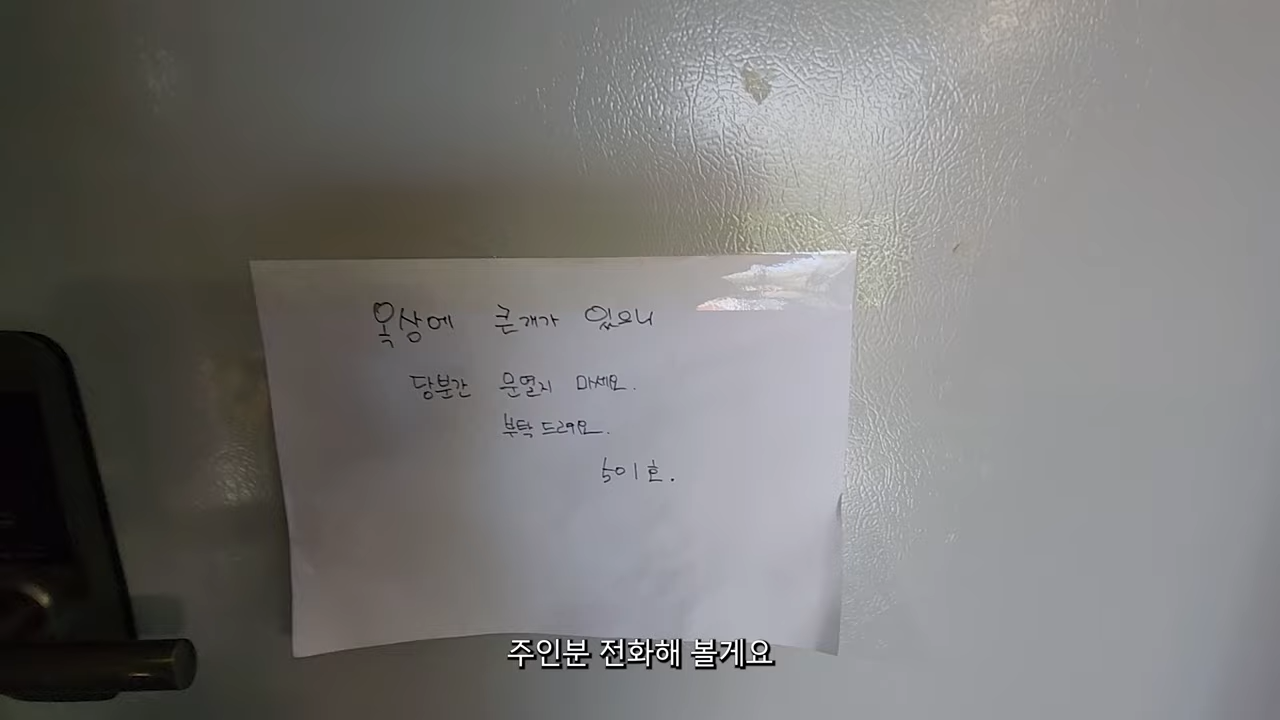 옥상에 큰개가 있으니
당분간 문열지 마세요.
부탁 드려요.
501호.
주인분 전화해 볼게요